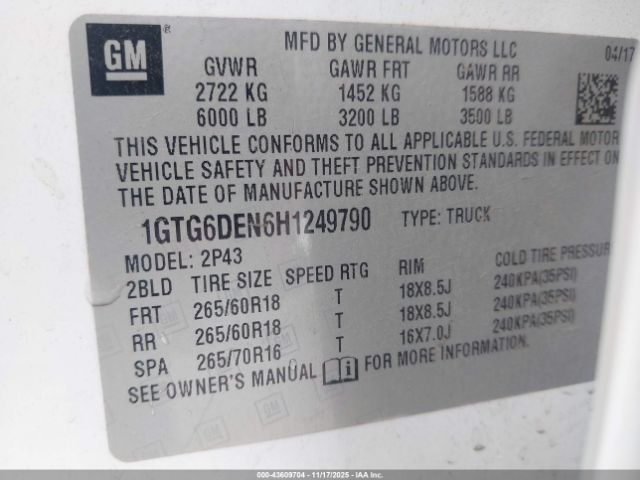 GM
MFD BY GENERAL MOTORS LLC
04/17
GVWR GAWR FRT GAWR RR
2722 KG 1452 KG 1588 KG
6000 LB 3200 LB 3500 LB
THIS VEHICLE CONFORMS TO ALL APPLICABLE U.S. FEDERAL MOTOR
VEHICLE SAFETY AND THEFT PREVENTION STANDARDS IN EFFECT ON
THE DATE OF MANUFACTURE SHOWN ABOVE.
1GTG6DEN6H1249790 TYPE: TRUCK
MODEL: 2P43
2BLD TIRE SIZE SPEED RTG RIM COLD TIRE PRESSUR
FRT 265/60R18 T 18X8.5J 240KPA(35PSI)
RR 265/60R18 T 18X8.5J 240KPA(35PSI)
SPA 265/70R16 T 16X7.0J 240KPA(35PSI)
SEE OWNER'S MANUAL FOR MORE INFORMATION.
GM
000-43609704 - 11/17/2025 - IAAI.COM